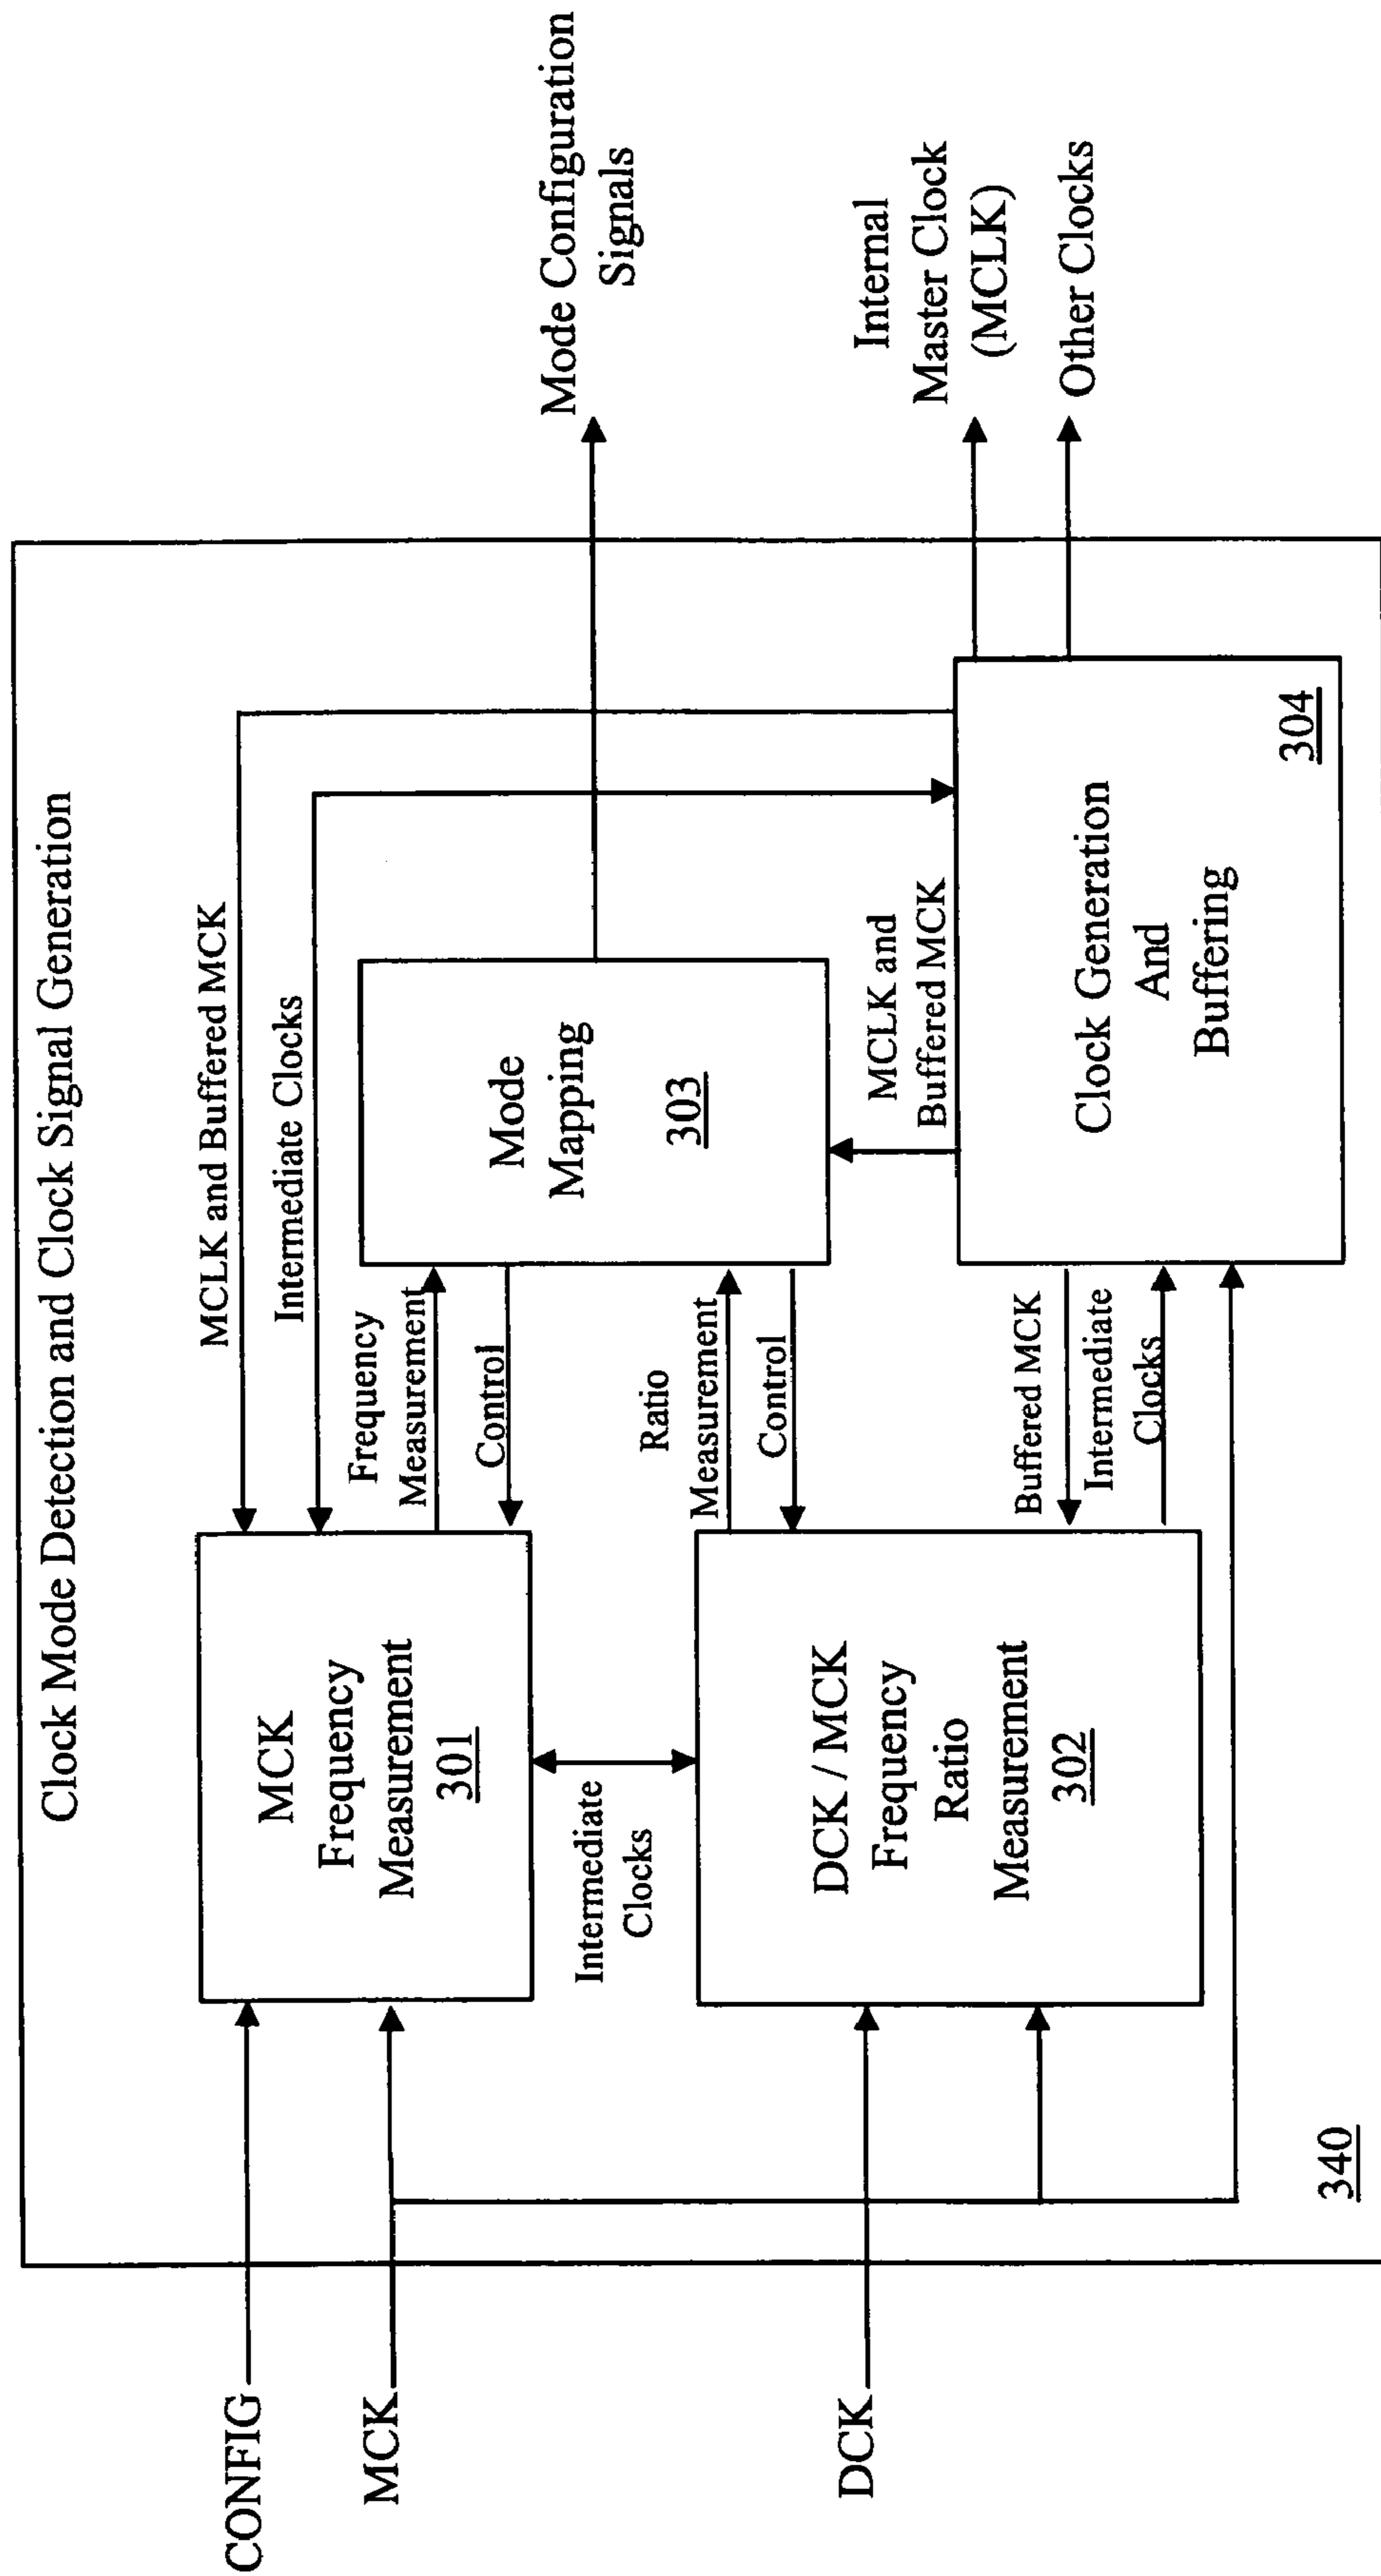 Clock Mode Detection and Clock Signal Generation
CONFIG
MCK
DCK
MCK
Frequency
Measurement
301
Intermediate
Clocks
DCK / MCK
Frequency
Ratio
Measurement
302
MCLK and Buffered MCK
Intermediate Clocks
Frequency
Measurement
Control
Ratio
Measurement
Control
Buffered MCK
Intermediate
Clocks
Mode
Mapping
303
MCLK and
Buffered MCK
Clock Generation
And
Buffering
304
Mode Configuration
Signals
Internal
Master Clock
(MCLK)
Other Clocks
340